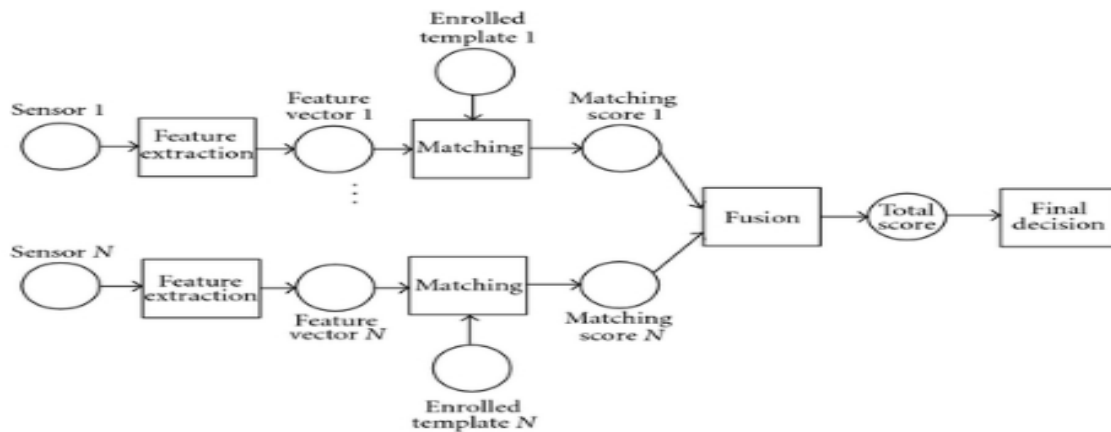 Enrolled
template 1
Sensor 1
Feature
extraction
Feature
vector 1
Matching
Matching
score 1
Fusion
Total
score
Final
decision
Sensor N
Feature
extraction
Feature
vector N
Matching
Matching
score N
Enrolled
template N